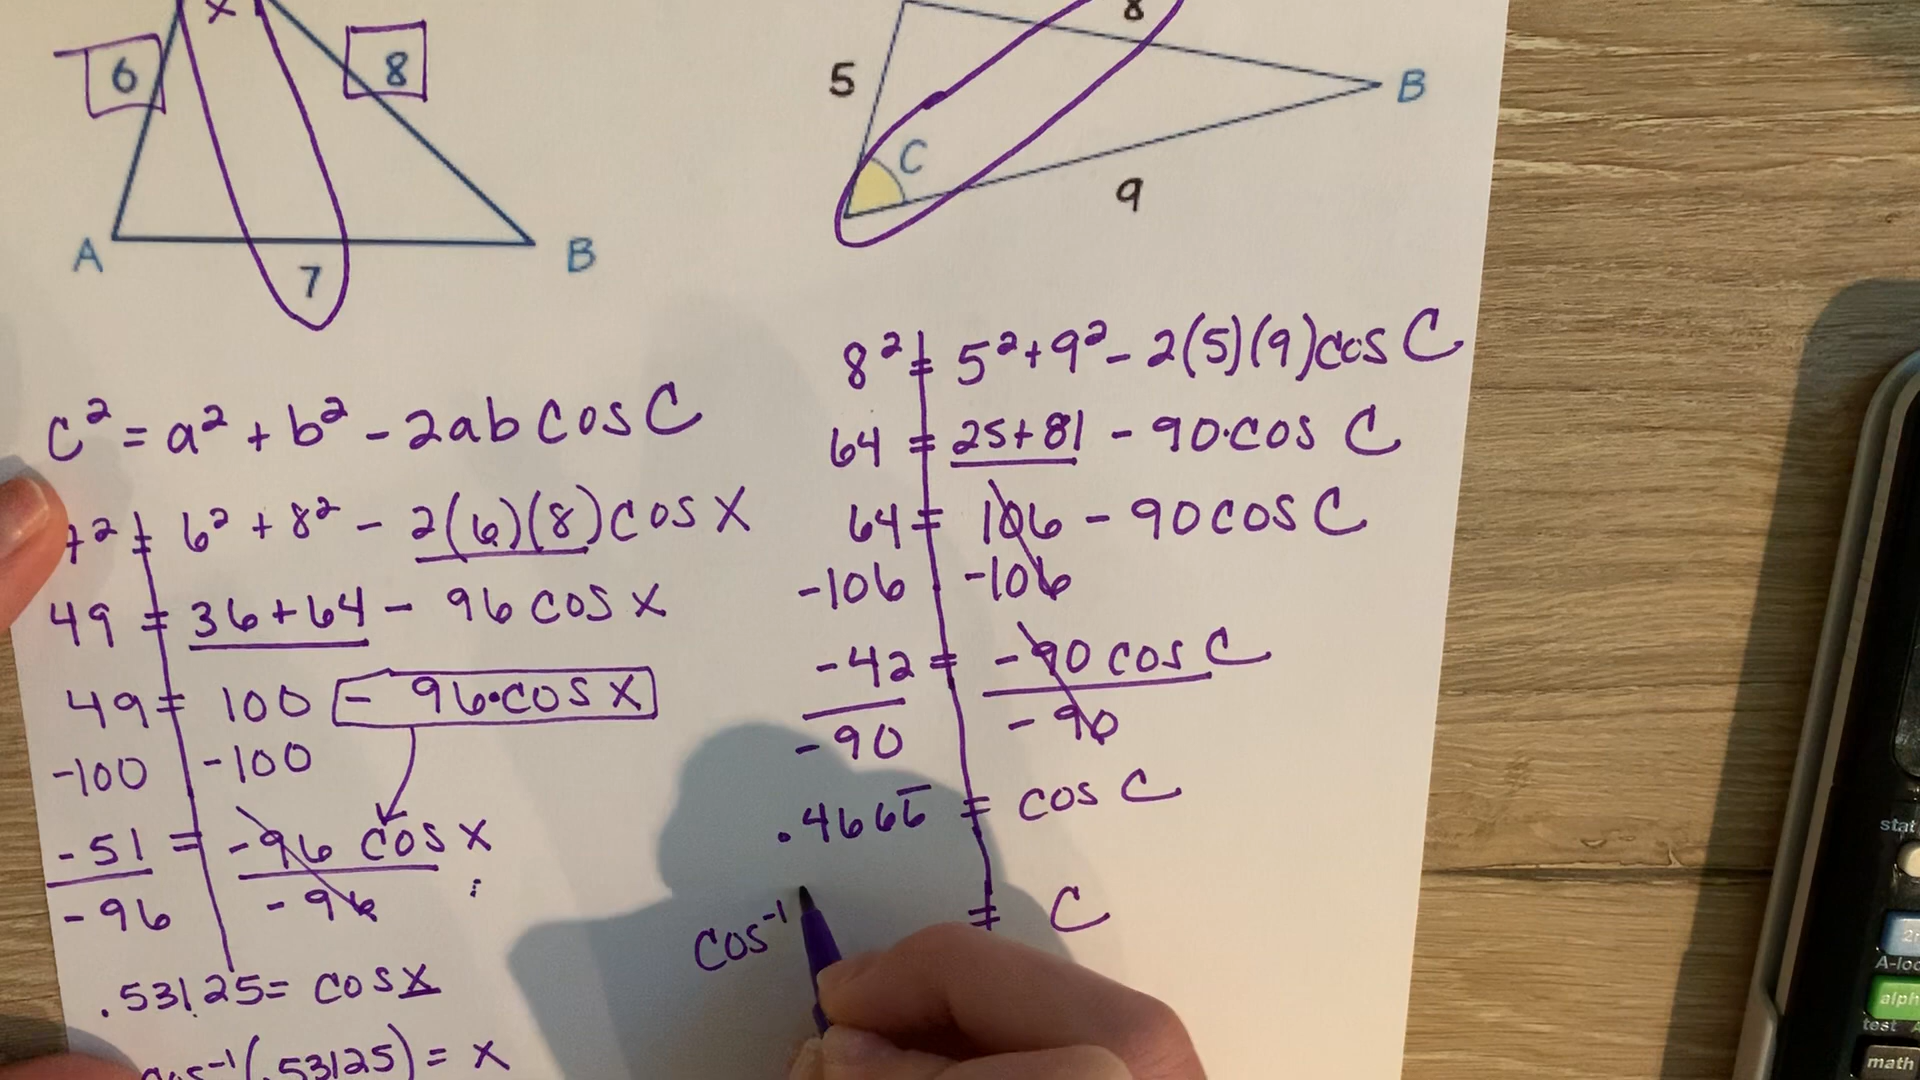 x
6
8
A
B
7
8
5
B
C
9
c² = a² + b² - 2ab cos C
7² = 6² + 8² - 2(6)(8) cos x
49 = 36 + 64 - 96 cos x
49 = 100 - 96•cos x
-100 -100
-51 = -96 cos x
-96 -96
.53125 = cos x
cos⁻¹(.53125) = x
8² = 5² + 9² - 2(5)(9)cos C
64 = 25 + 81 - 90·cos C
64 = 106 - 90 cos C
-106 -106
-42 = -90 cos C
-90 -90
.4666̅ = cos C
cos⁻¹ = C
stat
A-lock
alpha
test A
math